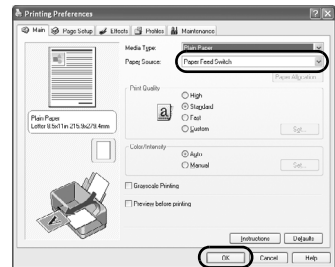 Printing Preferences
Main Page Setup Effects Profiles Maintenance
Media Type: Plain Paper
Paper Source: Paper Feed Switch
Paper Allocation...
Print Quality
High
Standard
Fast
Custom Set...
Plain Paper
Letter 8.5x11in 215.9x279.4mm
Color/Intensity
Auto
Manual Set...
Grayscale Printing
Preview before printing
Instructions Defaults
OK Cancel Help